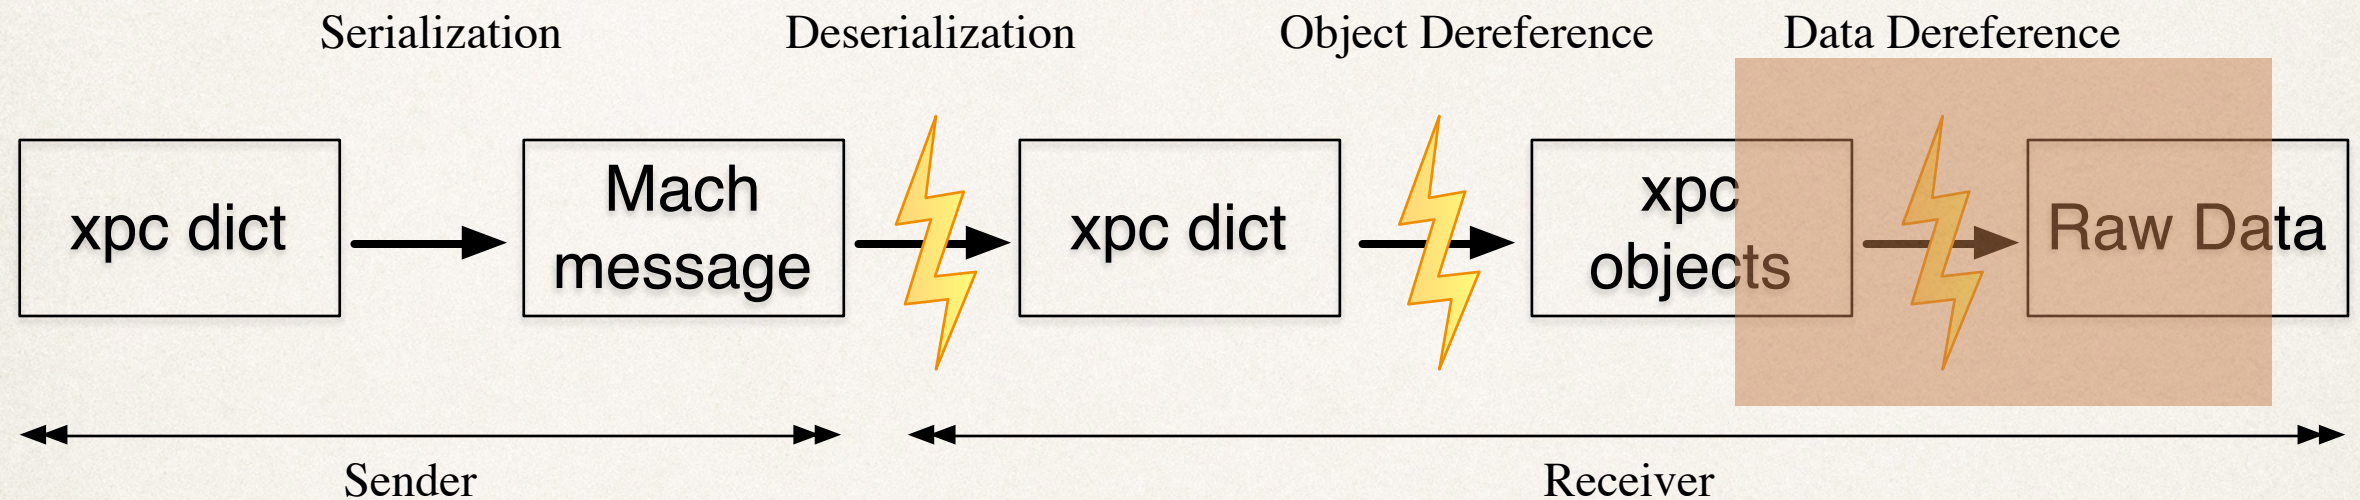 Serialization
Deserialization
Object Dereference
Data Dereference
xpc dict
Mach
message
xpc dict
xpc
objects
Raw Data
Sender
Receiver